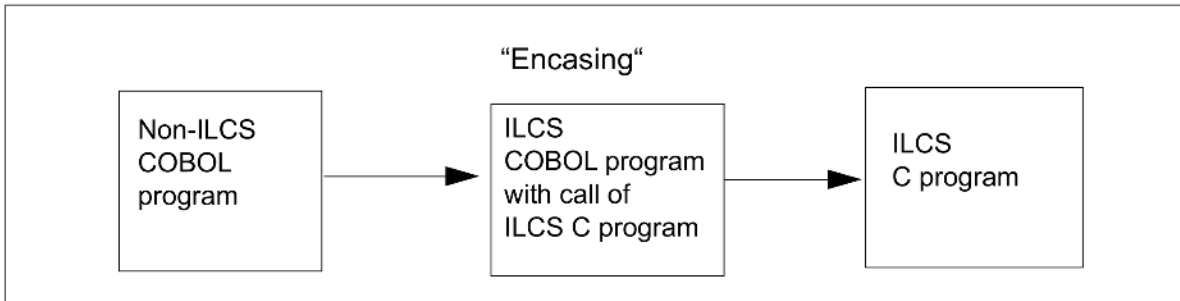 “Encasing“
Non-ILCS
COBOL
program
ILCS
COBOL program
with call of
ILCS C program
ILCS
C program